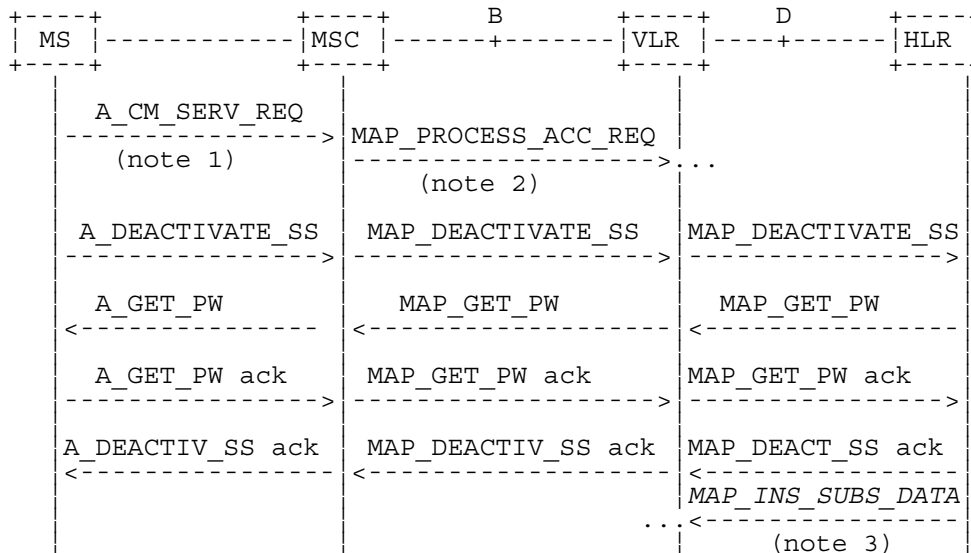 B D
MS MSC VLR HLR
A_CM_SERV_REQ
MAP_PROCESS_ACC_REQ
(note 1) ...
(note 2)
A_DEACTIVATE_SS MAP_DEACTIVATE_SS MAP_DEACTIVATE_SS
A_GET_PW MAP_GET_PW MAP_GET_PW
A_GET_PW ack MAP_GET_PW ack MAP_GET_PW ack
A_DEACTIV_SS ack MAP_DEACTIV_SS ack MAP_DEACT_SS ack
MAP_INS_SUBS_DATA
...
(note 3)